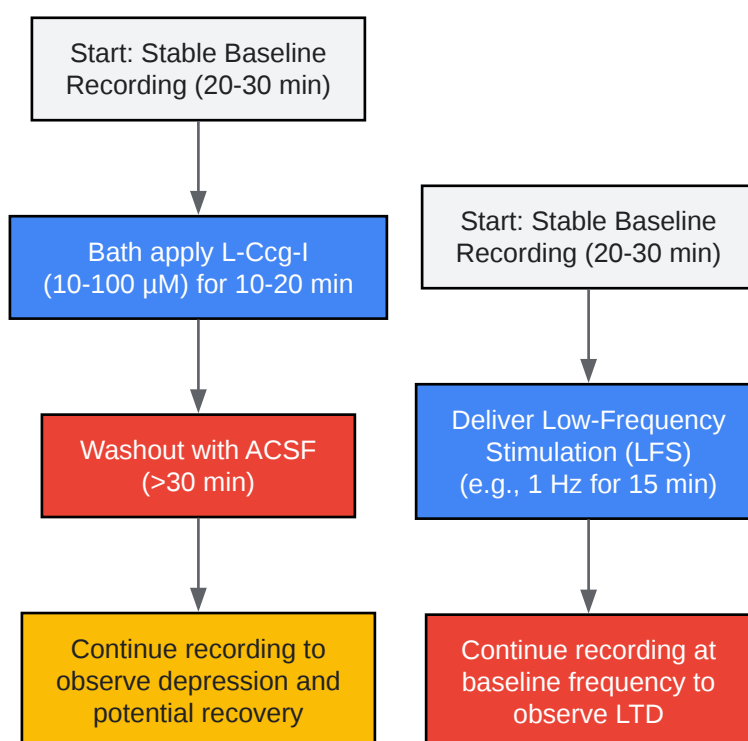 Start: Stable Baseline
Recording (20-30 min)
Bath apply L-Ccg-I
(10-100 µM) for 10-20 min
Washout with ACSF
(>30 min)
Continue recording to
observe depression and
potential recovery
Start: Stable Baseline
Recording (20-30 min)
Deliver Low-Frequency
Stimulation (LFS)
(e.g., 1 Hz for 15 min)
Continue recording at
baseline frequency to
observe LTD